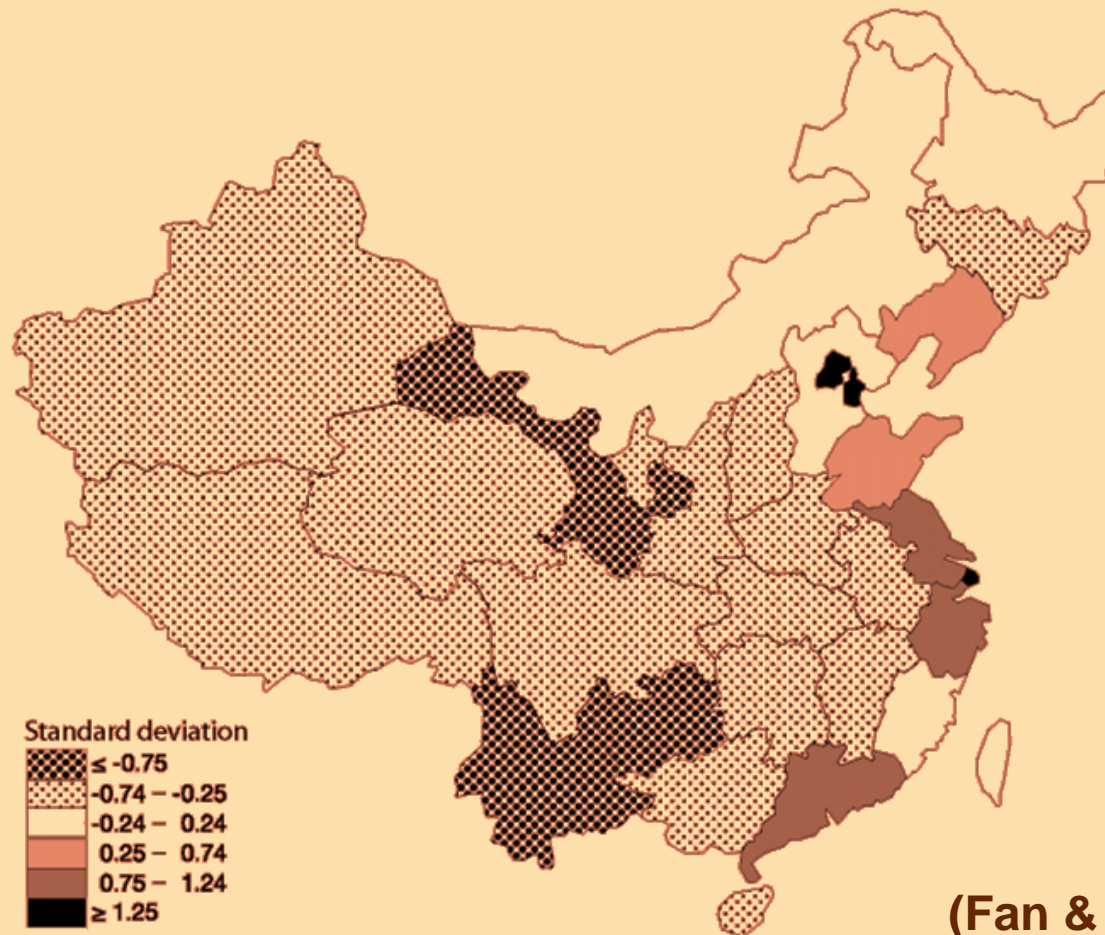 Standard deviation
≤ -0.75
-0.74 – -0.25
-0.24 – 0.24
0.25 – 0.74
0.75 – 1.24
≥ 1.25
(Fan &